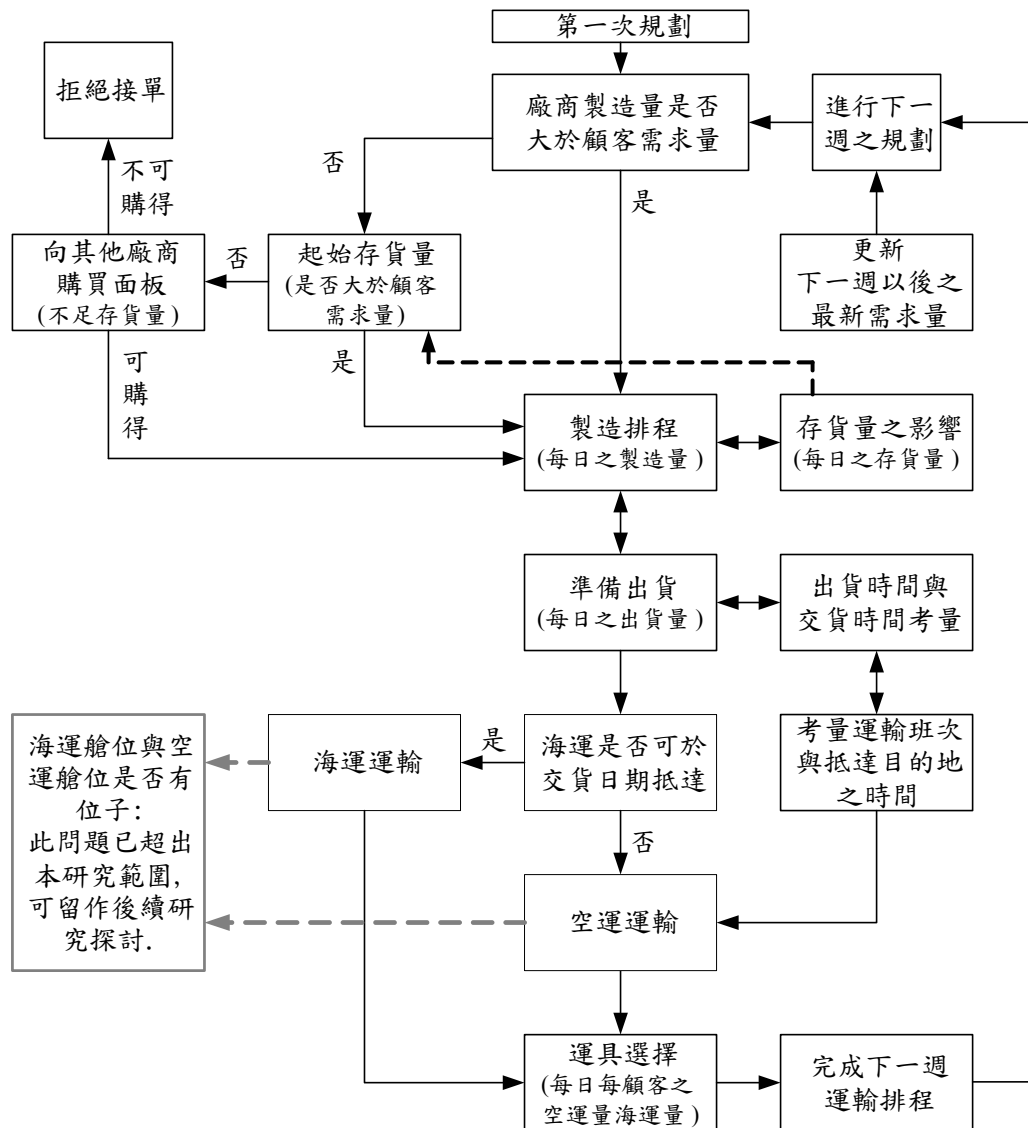 第一次規劃
拒絕接單
廠商製造量是否
大於顧客需求量
進行下一
週之規劃
否
是
不可
購得
向其他廠商
購買面板
(不足存貨量)
否
起始存貨量
(是否大於顧客
需求量)
更新
下一週以後之
最新需求量
可
購
得
是
製造排程
(每日之製造量)
存貨量之影響
(每日之存貨量)
準備出貨
(每日之出貨量)
出貨時間與
交貨時間考量
海運艙位與空
運艙位是否有
位子:
此問題已超出
本研究範圍,
可留作後續研
究探討.
海運運輸
是
海運是否可於
交貨日期抵達
考量運輸班次
與抵達目的地
之時間
否
空運運輸
運具選擇
(每日每顧客之
空運量海運量)
完成下一週
運輸排程